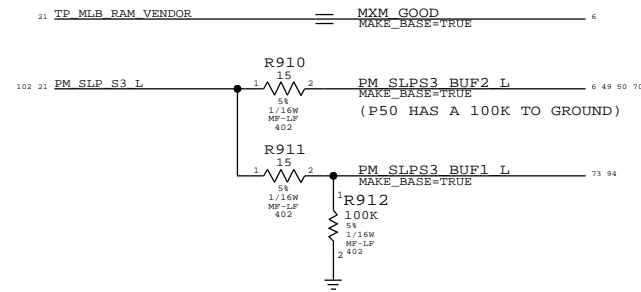 21 TP_MLB_RAM_VENDOR MXM_GOOD 6
MAKE_BASE=TRUE
R910
15
102 21 PM_SLP_S3_L 1 2 PM_SLPS3_BUF2_L 6 49 50 70
MAKE_BASE=TRUE
5%
1/16W
MF-LF
402
(P50 HAS A 100K TO GROUND)
R911
15
1 2 PM_SLPS3_BUF1_L 73 94
MAKE_BASE=TRUE
5%
1/16W
MF-LF
402
1
R912
100K
5%
1/16W
MF-LF
402
2